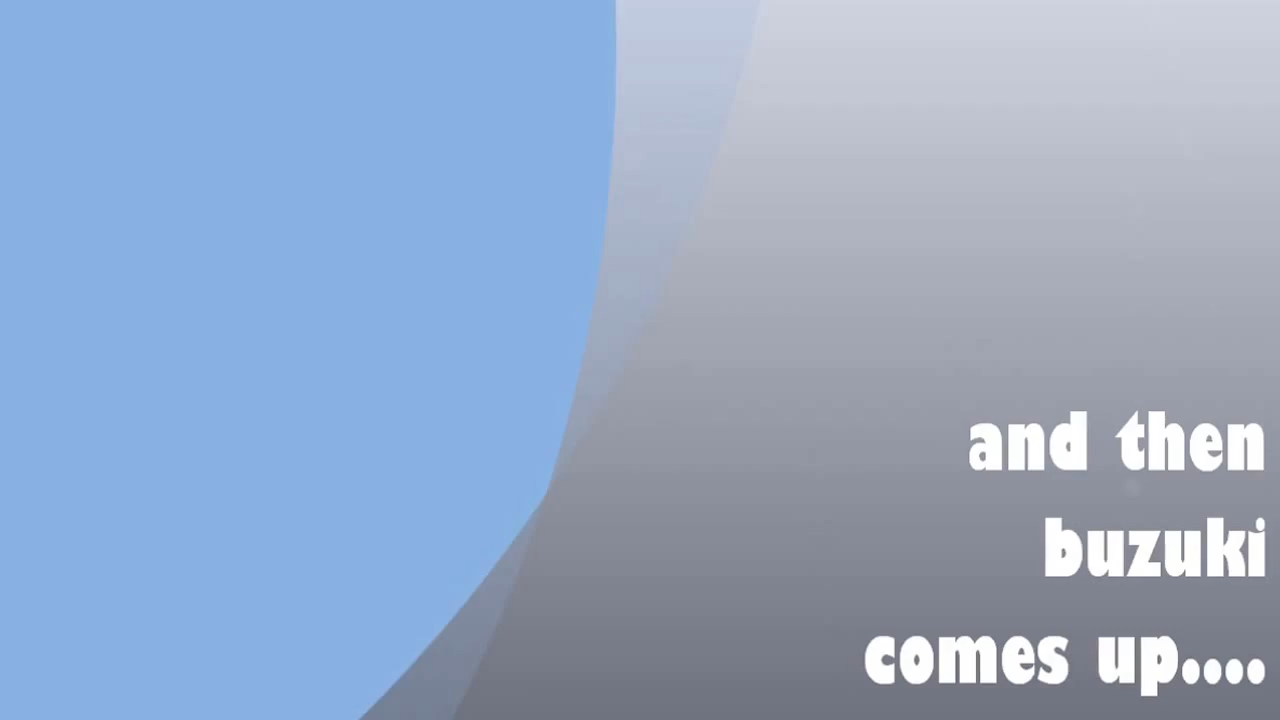 and then
buzuki
comes up....